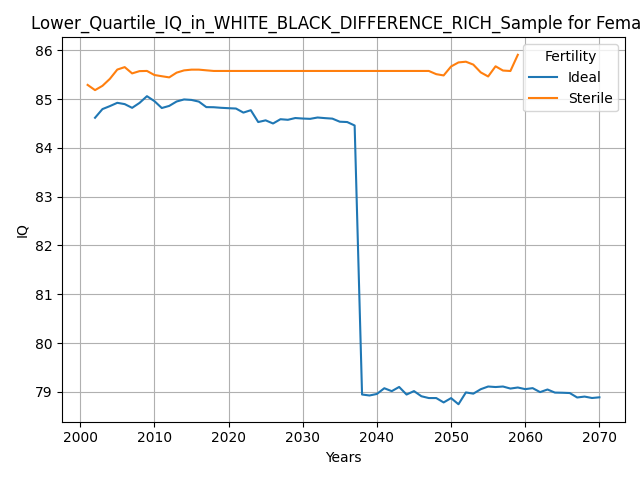 Lower_Quartile_IQ_in_WHITE_BLACK_DIFFERENCE_RICH_Sample for Fema
86
85
84
83
82
81
80
79
IQ
Fertility
Ideal
Sterile
2000 2010 2020 2030 2040 2050 2060 2070
Years